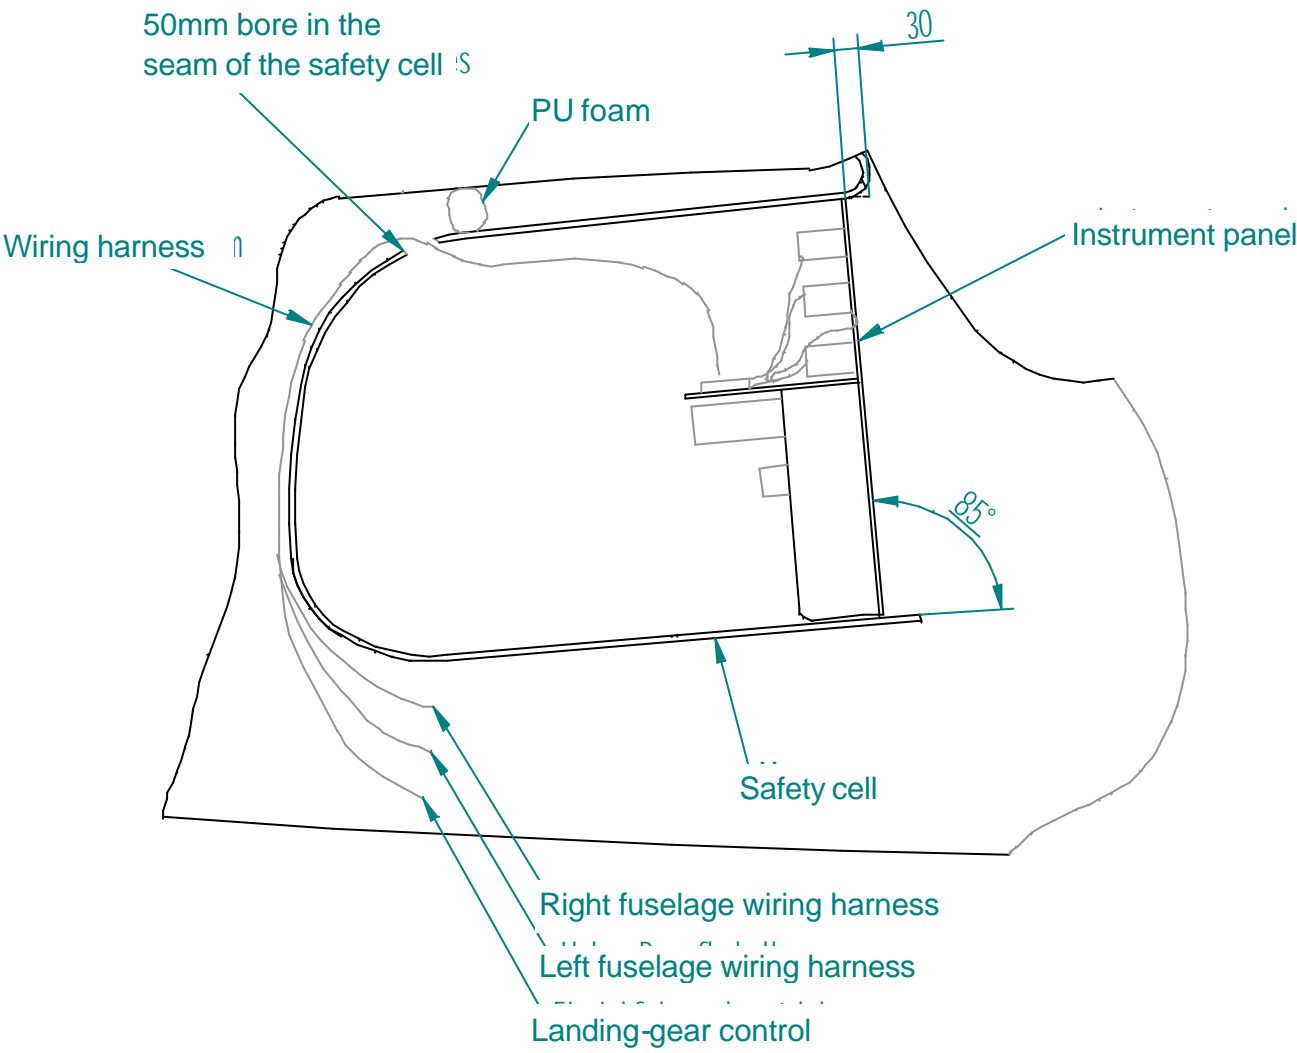 50mm bore in the
seam of the safety cell
30
PU foam
Wiring harness
Instrument panel
85°
Safety cell
Right fuselage wiring harness
Left fuselage wiring harness
Landing-gear control